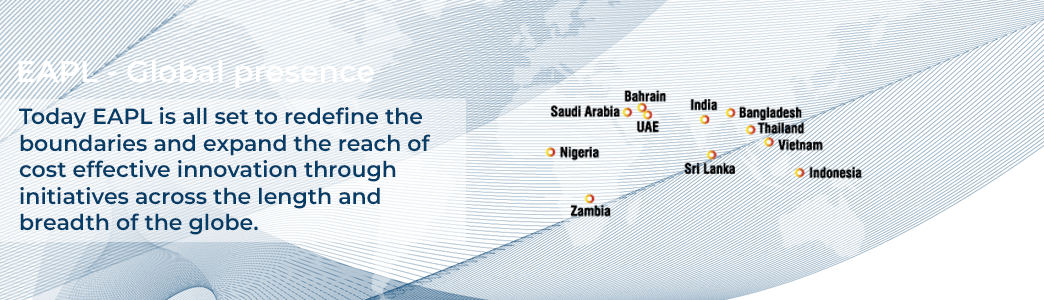 EAPL - Global presence
Today EAPL is all set to redefine the
boundaries and expand the reach of
cost effective innovation through
initiatives across the length and
breadth of the globe.
Bahrain
Saudi Arabia
UAE
India
Bangladesh
Thailand
Vietnam
Nigeria
Sri Lanka
Indonesia
Zambia